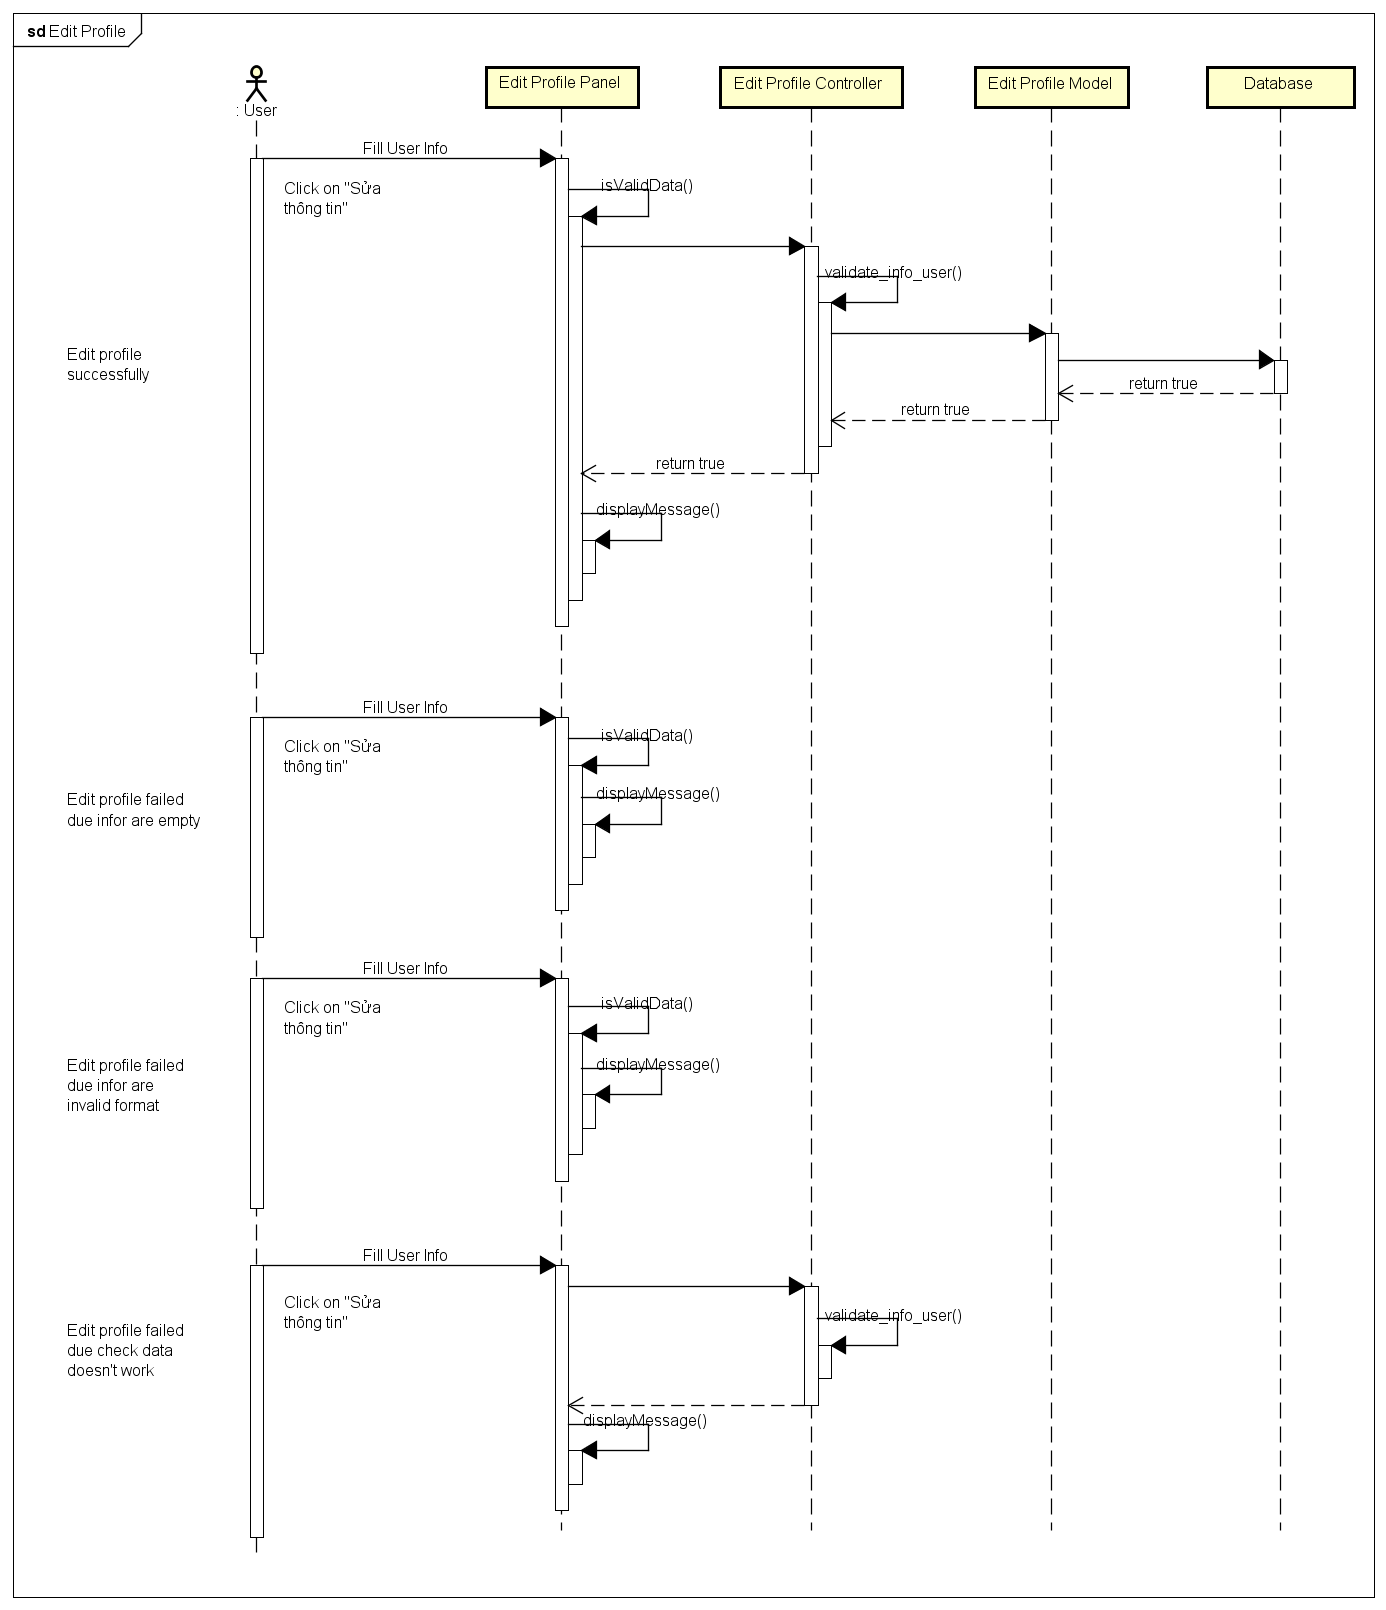 sd Edit Profile
: User
Edit Profile Panel
Edit Profile Controller
Edit Profile Model
Database
Fill User Info
Click on "Sửa
thông tin"
isValidData()
validate_info_user()
Edit profile
successfully
return true
return true
return true
displayMessage()
Fill User Info
Click on "Sửa
thông tin"
isValidData()
displayMessage()
Edit profile failed
due infor are empty
Fill User Info
Click on "Sửa
thông tin"
isValidData()
displayMessage()
Edit profile failed
due infor are
invalid format
Fill User Info
Click on "Sửa
thông tin"
validate_info_user()
Edit profile failed
due check data
doesn't work
displayMessage()